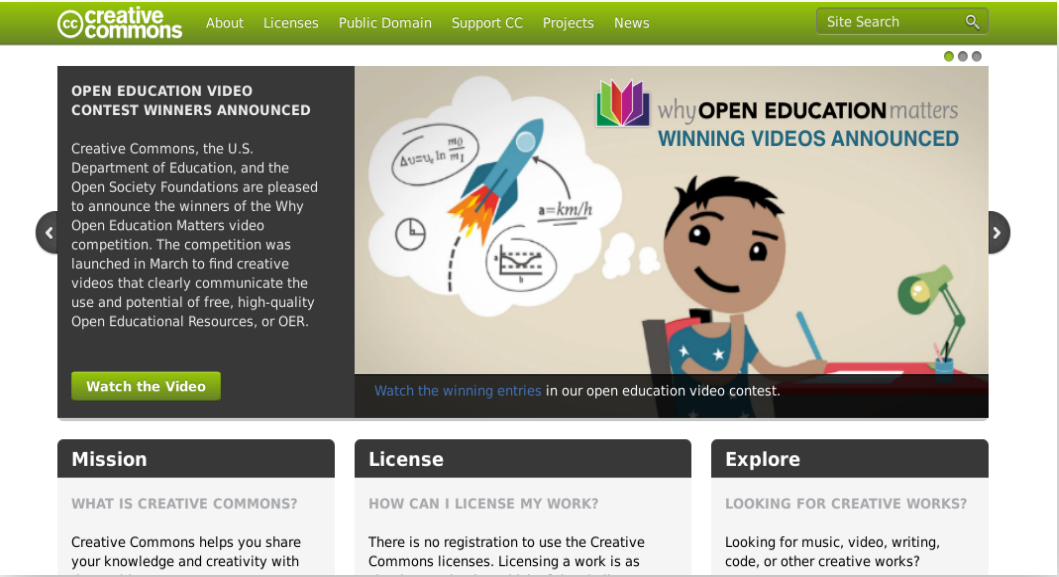 cc creative commons
About Licenses Public Domain Support CC Projects News
Site Search
OPEN EDUCATION VIDEO
CONTEST WINNERS ANNOUNCED
Creative Commons, the U.S.
Department of Education, and the
Open Society Foundations are pleased
to announce the winners of the Why
Open Education Matters video
competition. The competition was
launched in March to find creative
videos that clearly communicate the
use and potential of free, high-quality
Open Educational Resources, or OER.
Watch the Video
Δυ=υₑ ln m0/m1
a=km/h
a
b
whyOPEN EDUCATIONmatters
WINNING VIDEOS ANNOUNCED
Watch the winning entries in our open education video contest.
Mission
WHAT IS CREATIVE COMMONS?
Creative Commons helps you share
your knowledge and creativity with
License
HOW CAN I LICENSE MY WORK?
There is no registration to use the Creative
Commons licenses. Licensing a work is as
Explore
LOOKING FOR CREATIVE WORKS?
Looking for music, video, writing,
code, or other creative works?